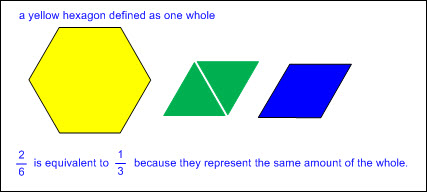 a yellow hexagon defined as one whole
2/6 is equivalent to 1/3 because they represent the same amount of the whole.